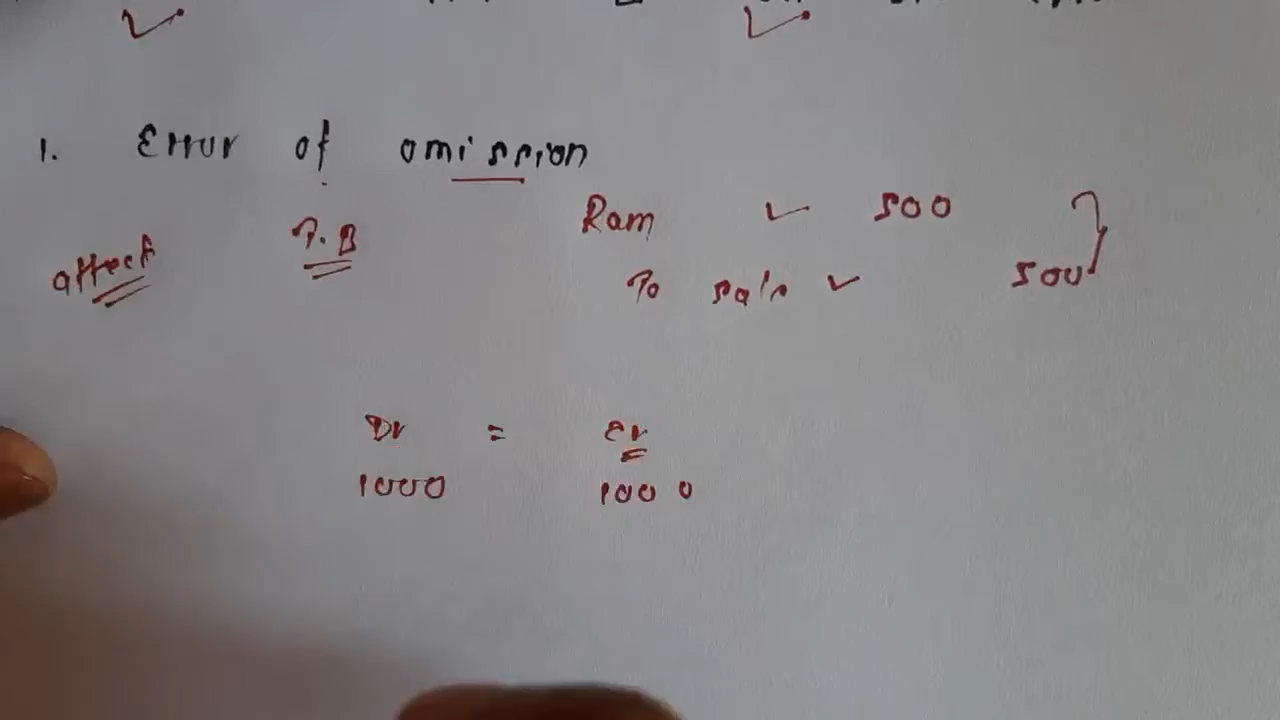 1. Error of omission
Ram 500
affect T.B
To sale 500
Dr = Cr
1000 1000